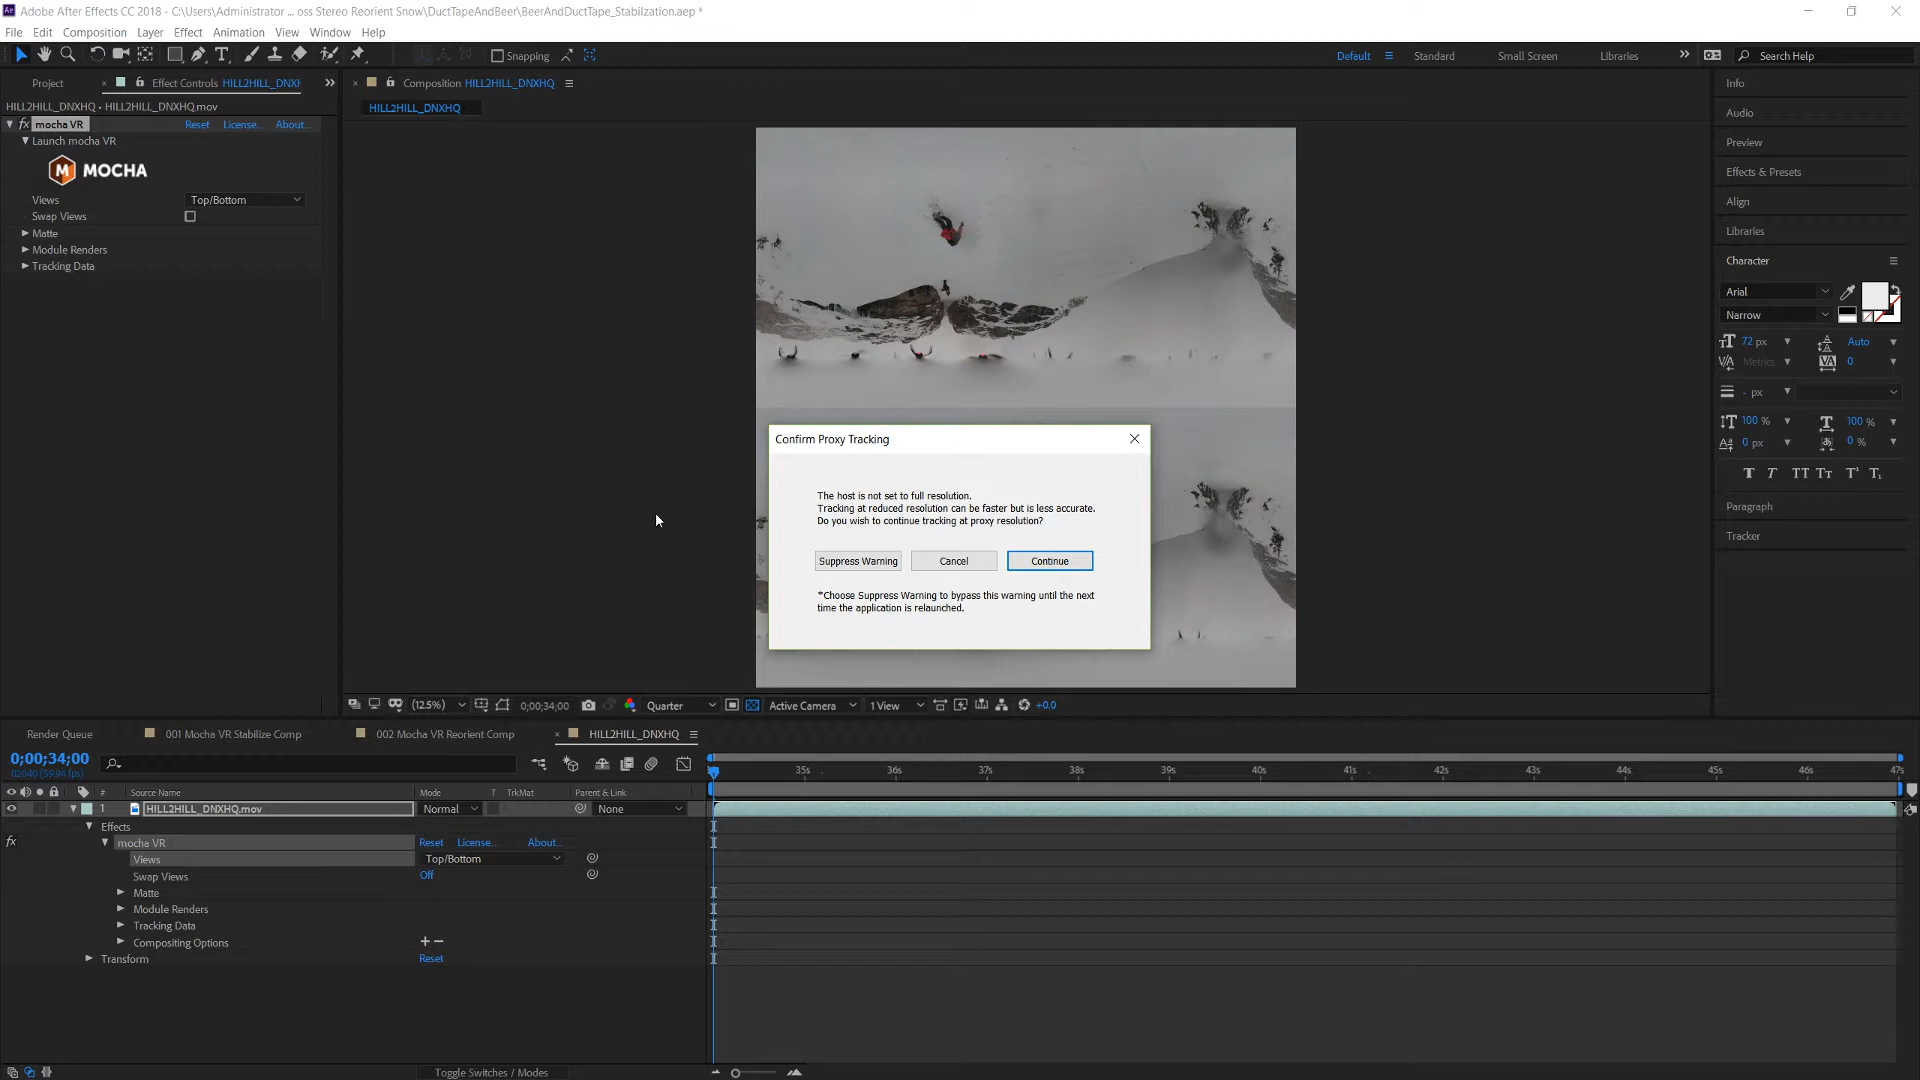 Adobe After Effects CC 2018 - C:\Users\Administrator ... oss Stereo Reorient Snow\DuctTapeAndBeer\BeerAndDuctTape_Stabilzation.aep *
File Edit Composition Layer Effect Animation View Window Help
Snapping Default Standard Small Screen Libraries Search Help
Project Effect Controls HILL2HILL_DNXH
Composition HILL2HILL_DNXHQ
HILL2HILL_DNXHQ • HILL2HILL_DNXHQ.mov
HILL2HILL_DNXHQ
fx mocha VR Reset License... About...
Launch mocha VR
M MOCHA
Views Top/Bottom
Swap Views
Matte
Module Renders
Tracking Data
Info
Audio
Preview
Effects & Presets
Align
Libraries
Character
Arial
Narrow
72 px Auto
Metrics 0
- px
100 % 100 %
0 px 0 %
T T TT Tt T¹ T₁
Paragraph
Tracker
Confirm Proxy Tracking
The host is not set to full resolution.
Tracking at reduced resolution can be faster but is less accurate.
Do you wish to continue tracking at proxy resolution?
Suppress Warning Cancel Continue
*Choose Suppress Warning to bypass this warning until the next
time the application is relaunched.
(12.5%) 0;00;34;00 Quarter Active Camera 1 View +0.0
Render Queue 001 Mocha VR Stabilize Comp 002 Mocha VR Reorient Comp HILL2HILL_DNXHQ
0;00;34;00
02040 (59.94 fps)
35s 36s 37s 38s 39s 40s 41s 42s 43s 44s 45s 46s 47s
# Source Name Mode T TrkMat Parent & Link
1 HILL2HILL_DNXHQ.mov Normal None
Effects
fx mocha VR Reset License... About...
Views Top/Bottom
Swap Views Off
Matte
Module Renders
Tracking Data
Compositing Options + −
Transform Reset
Toggle Switches / Modes